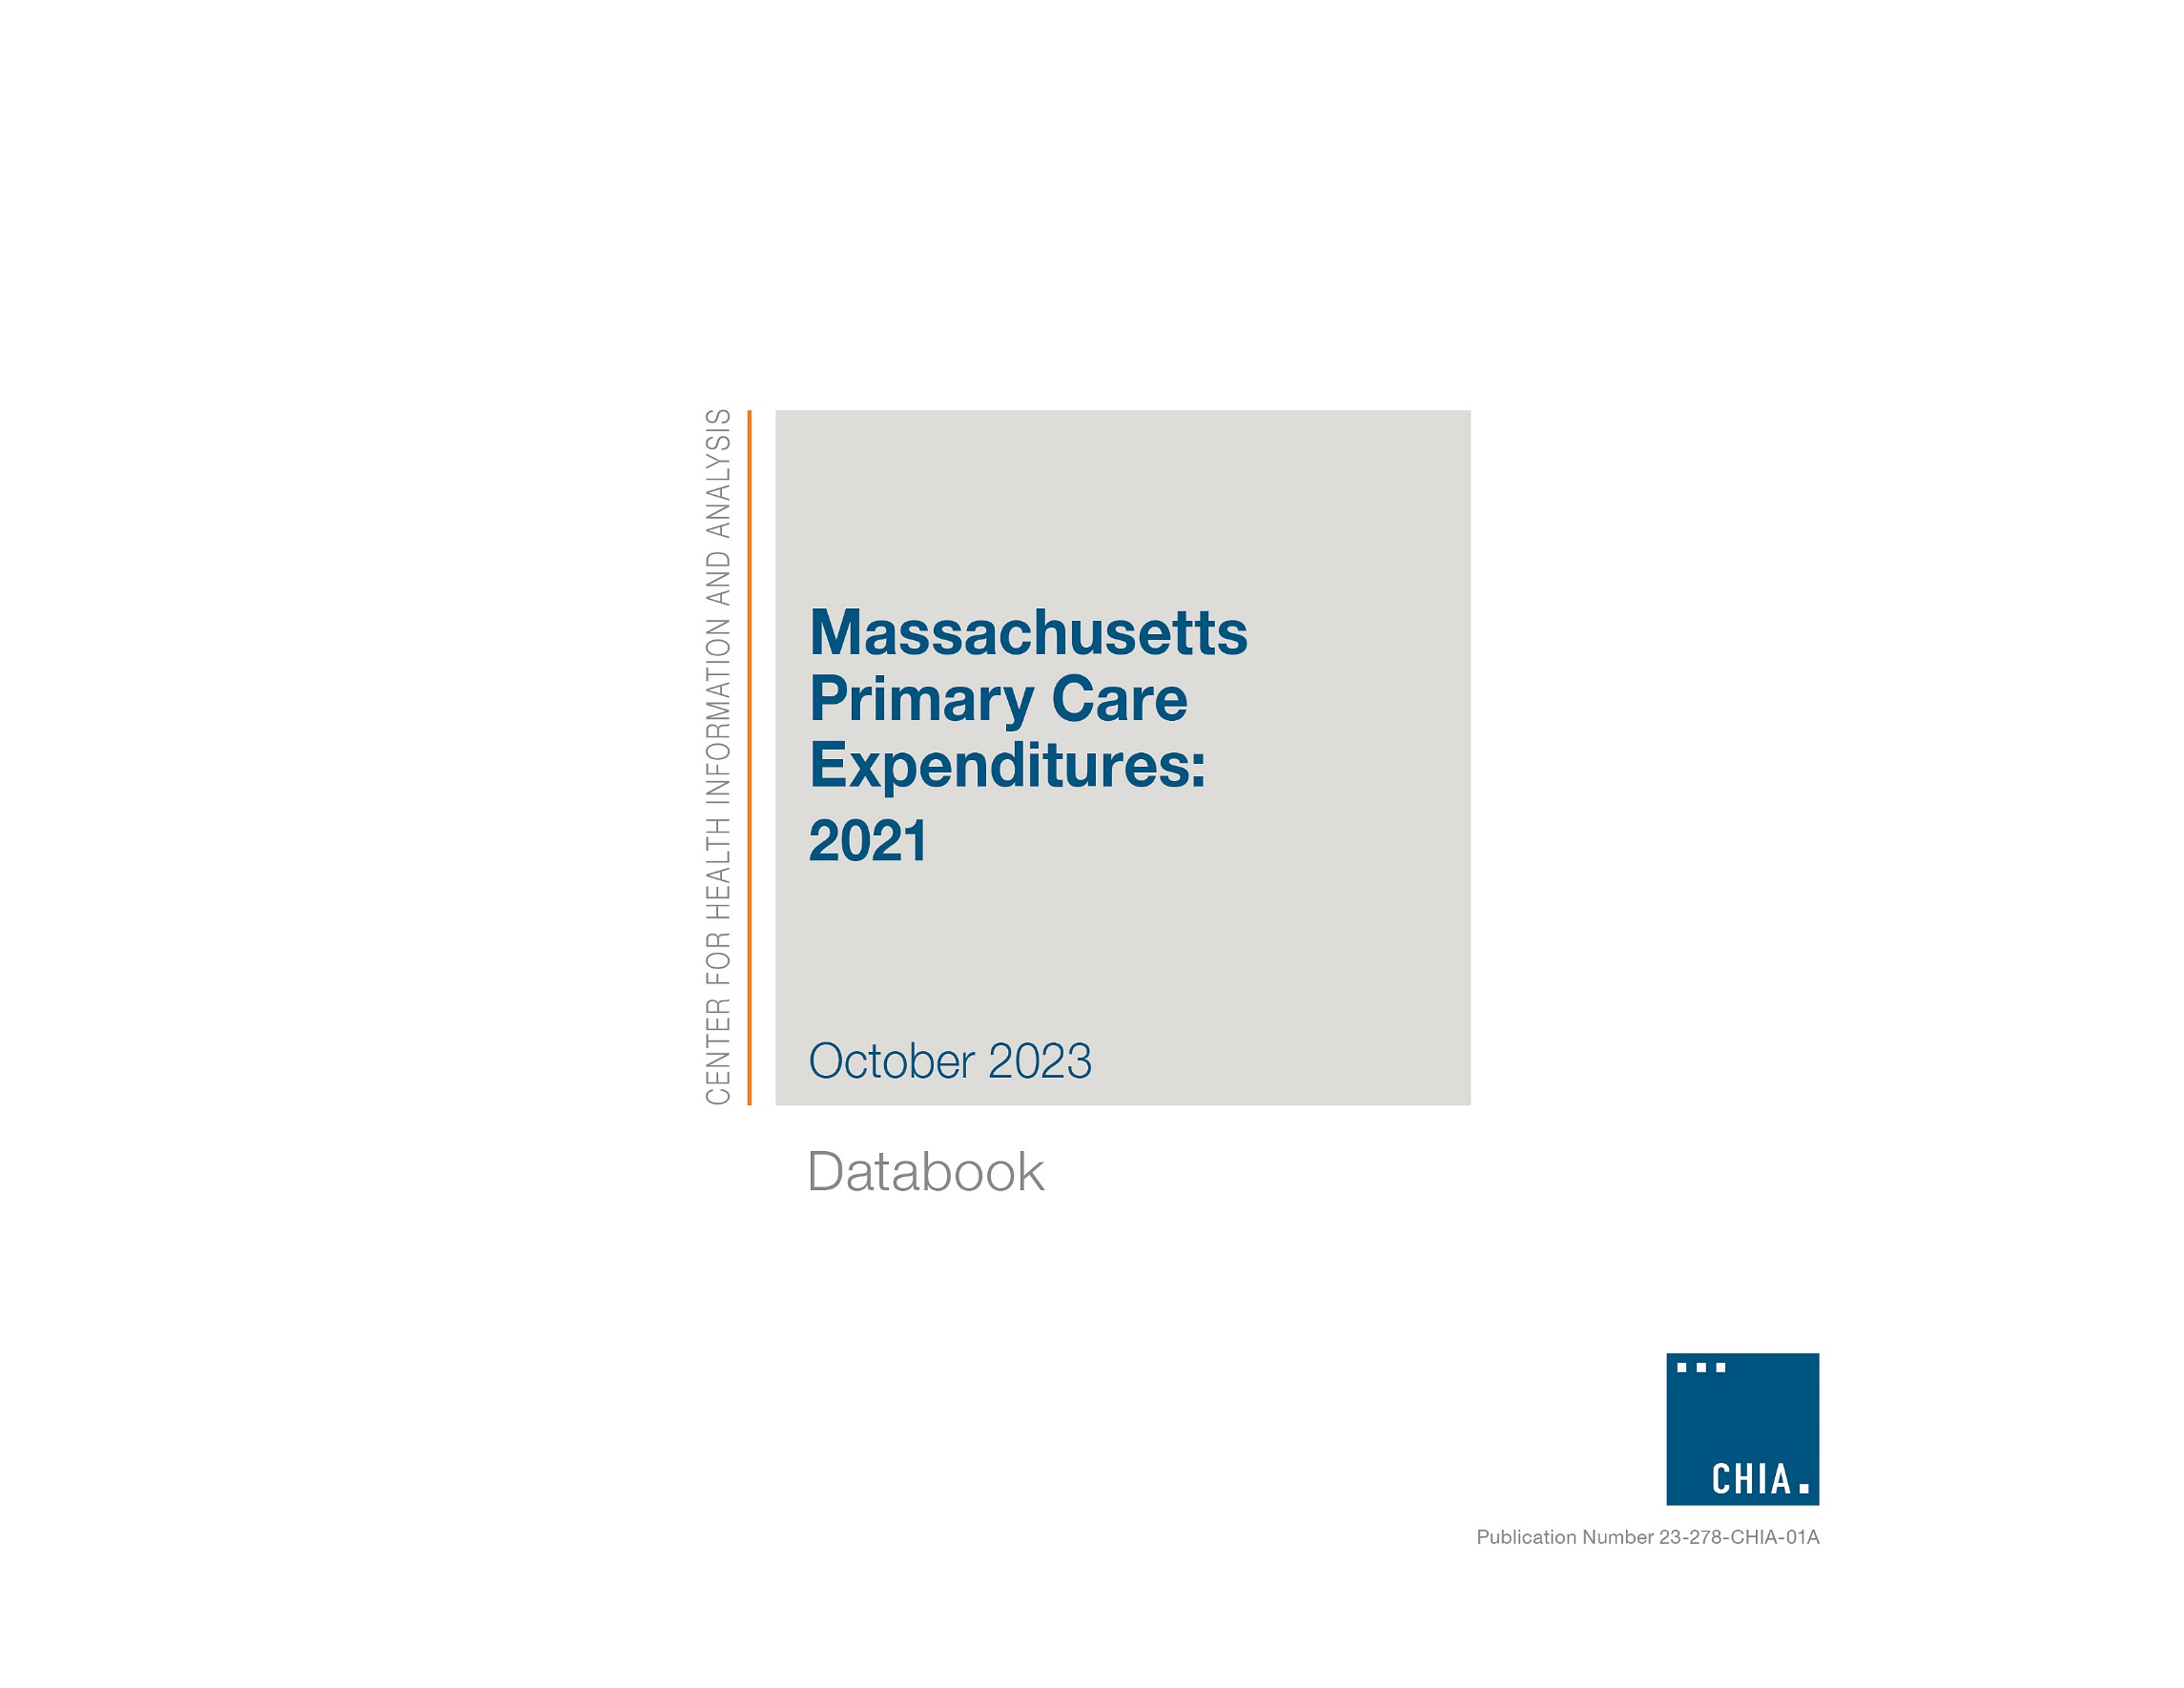 CENTER FOR HEALTH INFORMATION AND ANALYSIS
Massachusetts
Primary Care
Expenditures:
2021
October 2023
Databook
CHIA.
Publication Number 23-278-CHIA-01A